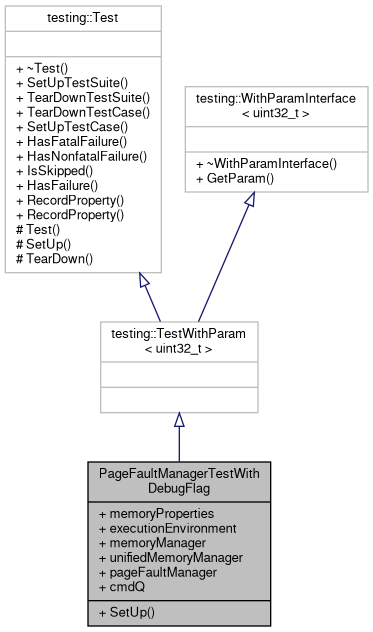 testing::Test
+ ~Test()
+ SetUpTestSuite()
+ TearDownTestSuite()
+ TearDownTestCase()
+ SetUpTestCase()
+ HasFatalFailure()
+ HasNonfatalFailure()
+ IsSkipped()
+ HasFailure()
+ RecordProperty()
+ RecordProperty()
# Test()
# SetUp()
# TearDown()
testing::WithParamInterface
< uint32_t >
+ ~WithParamInterface()
+ GetParam()
testing::TestWithParam
< uint32_t >
PageFaultManagerTestWith
DebugFlag
+ memoryProperties
+ executionEnvironment
+ memoryManager
+ unifiedMemoryManager
+ pageFaultManager
+ cmdQ
+ SetUp()